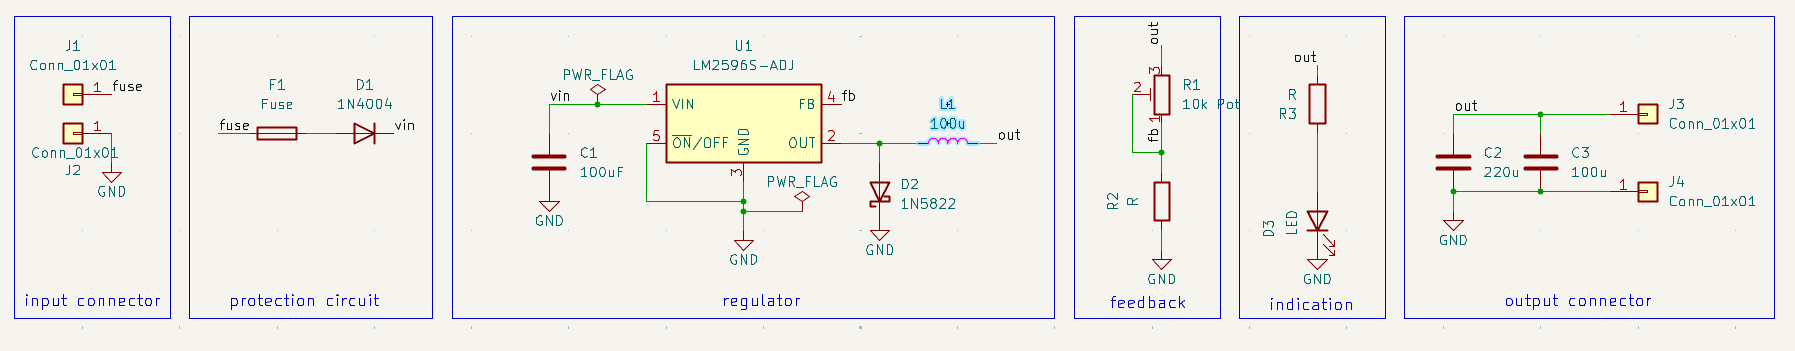 J1
Conn_01x01
1
fuse
1
Conn_01x01
J2
GND
input connector
F1
Fuse
D1
1N4004
fuse
vin
protection circuit
U1
LM2596S-ADJ
PWR_FLAG
vin
1
VIN
FB
4
fb
5
ON/OFF
GND
OUT
2
3
L1
100u
out
C1
100uF
GND
PWR_FLAG
D2
1N5822
GND
GND
regulator
out
3
2
R1
10k Pot
1
fb
R2
R
GND
feedback
out
R
R3
D3
LED
GND
indication
out
1
J3
Conn_01x01
C2
220u
C3
100u
1
J4
Conn_01x01
GND
output connector